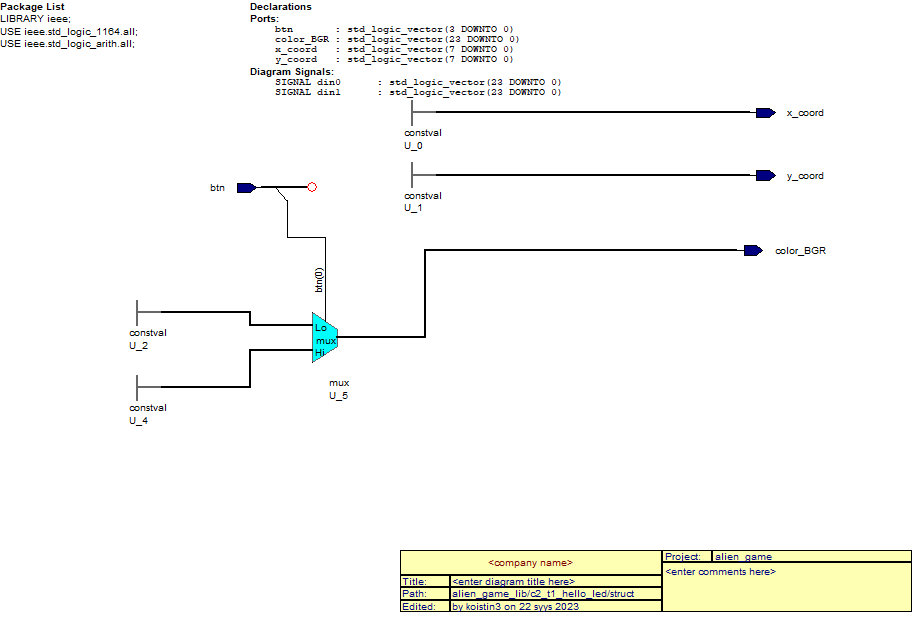 Package List
LIBRARY ieee;
USE ieee.std_logic_1164.all;
USE ieee.std_logic_arith.all;
Declarations
Ports:
btn : std_logic_vector(3 DOWNTO 0)
color_BGR : std_logic_vector(23 DOWNTO 0)
x_coord : std_logic_vector(7 DOWNTO 0)
y_coord : std_logic_vector(7 DOWNTO 0)
Diagram Signals:
SIGNAL din0 : std_logic_vector(23 DOWNTO 0)
SIGNAL din1 : std_logic_vector(23 DOWNTO 0)
x_coord
constval
U_0
y_coord
btn
constval
U_1
color_BGR
btn(0)
constval
U_2
Lo
mux
Hi
mux
U_5
constval
U_4
<company name>
Project: alien_game
<enter comments here>
Title: <enter diagram title here>
Path: alien_game_lib/c2_t1_hello_led/struct
Edited: by koistin3 on 22 syys 2023